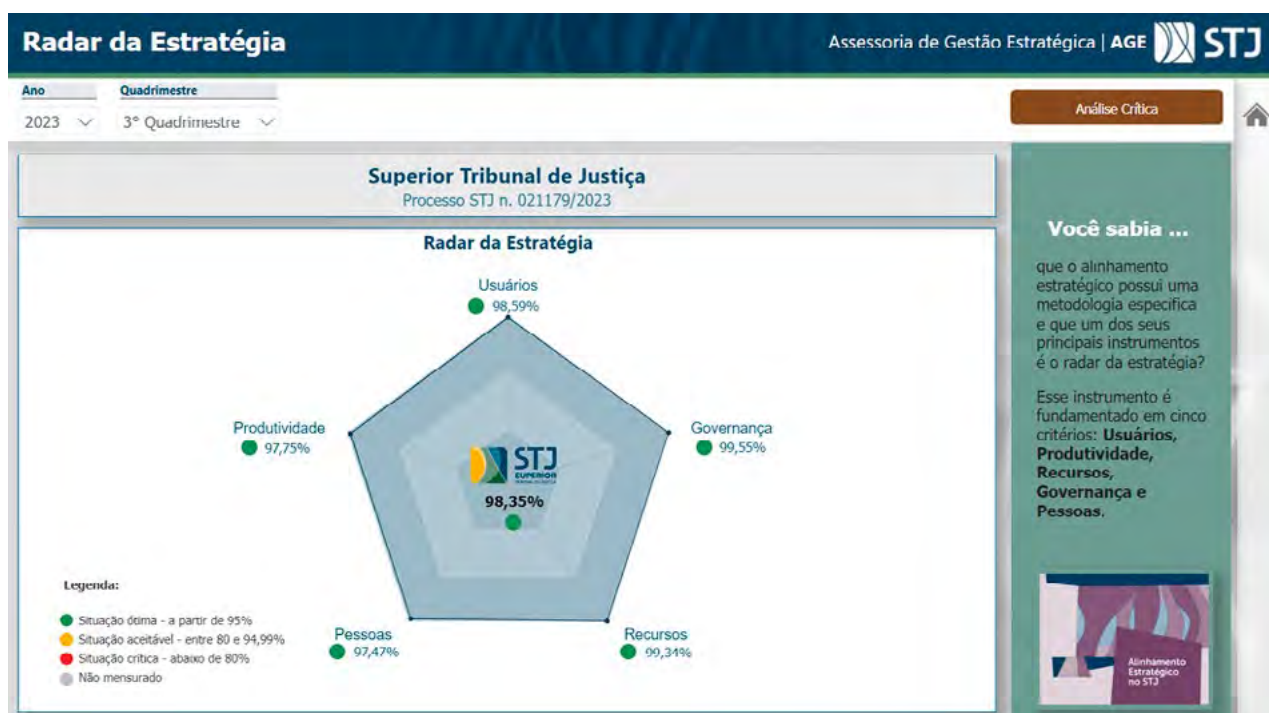 Radar da Estratégia
Assessoria de Gestão Estratégica | AGE STJ
Ano
Quadrimestre
2023
3° Quadrimestre
Análise Crítica
Superior Tribunal de Justiça
Processo STJ n. 021179/2023
Radar da Estratégia
Usuários
98,59%
Produtividade
97,75%
Governança
99,55%
STJ
SUPERIOR
98,35%
Pessoas
97,47%
Recursos
99,34%
Legenda:
Situação ótima - a partir de 95%
Situação aceitável - entre 80 e 94,99%
Situação crítica - abaixo de 80%
Não mensurado
Você sabia ...
que o alinhamento
estratégico possui uma
metodologia especifica
e que um dos seus
principais instrumentos
é o radar da estratégia?
Esse instrumento é
fundamentado em cinco
critérios: Usuários,
Produtividade,
Recursos,
Governança e
Pessoas.
Alinhamento
Estratégico
no STJ